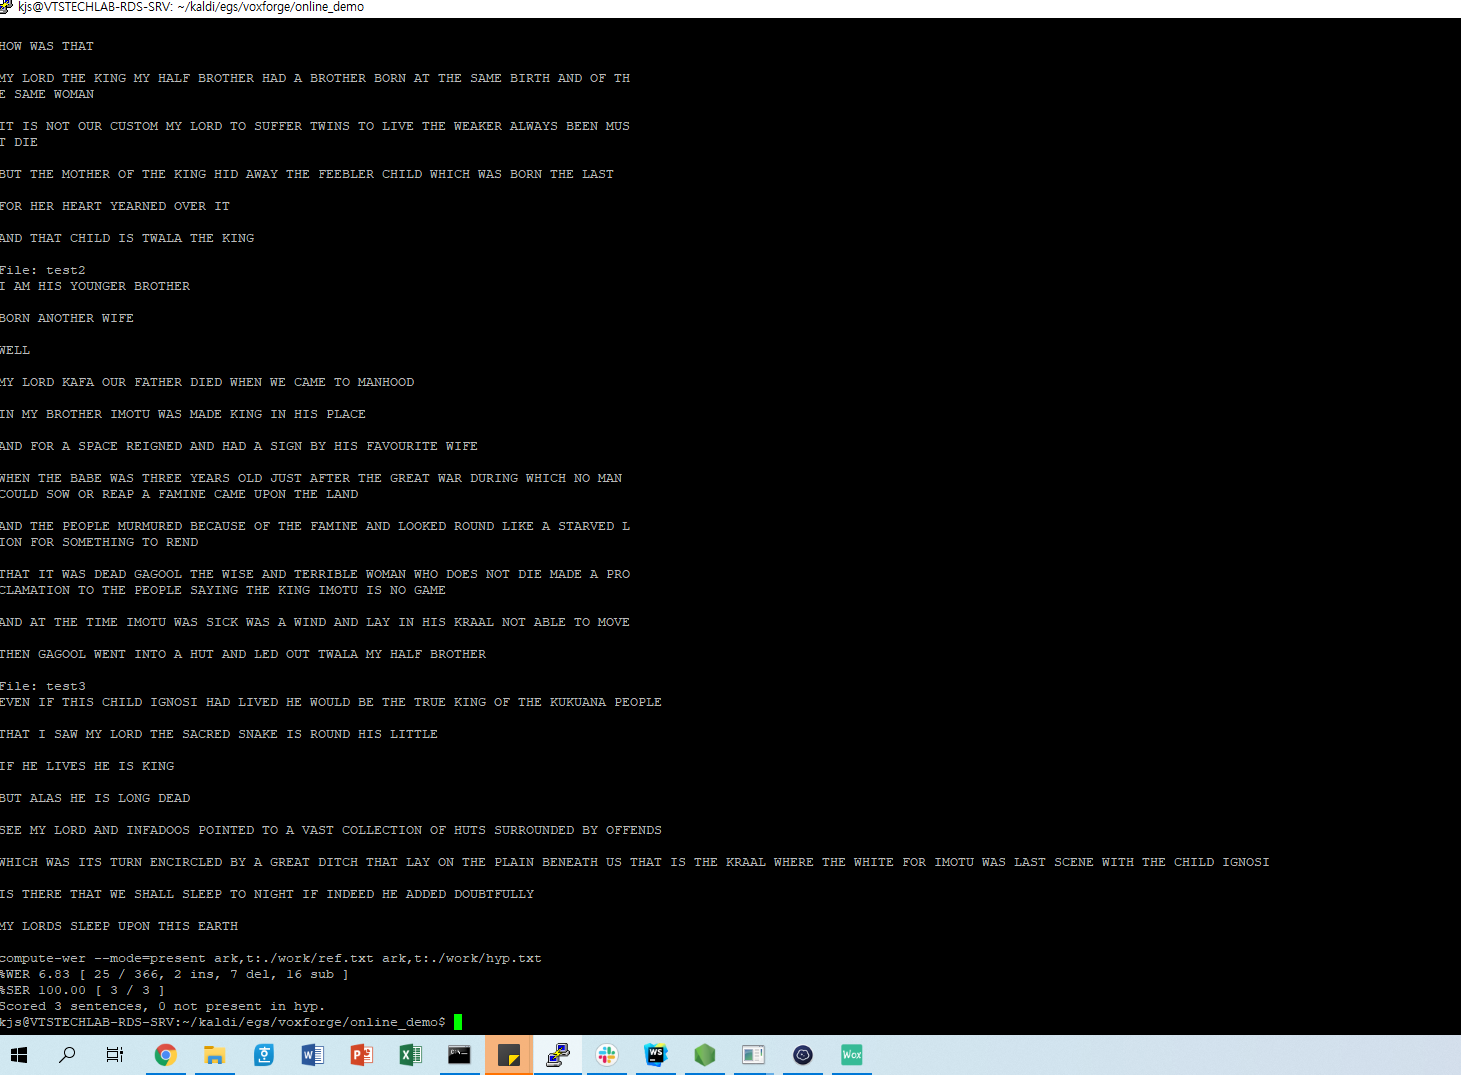 kjs@VTSTECHLAB-RDS-SRV: ~/kaldi/egs/voxforge/online_demo
HOW WAS THAT
MY LORD THE KING MY HALF BROTHER HAD A BROTHER BORN AT THE SAME BIRTH AND OF TH
E SAME WOMAN
IT IS NOT OUR CUSTOM MY LORD TO SUFFER TWINS TO LIVE THE WEAKER ALWAYS BEEN MUS
T DIE
BUT THE MOTHER OF THE KING HID AWAY THE FEEBLER CHILD WHICH WAS BORN THE LAST
FOR HER HEART YEARNED OVER IT
AND THAT CHILD IS TWALA THE KING
File: test2
I AM HIS YOUNGER BROTHER
BORN ANOTHER WIFE
WELL
MY LORD KAFA OUR FATHER DIED WHEN WE CAME TO MANHOOD
IN MY BROTHER IMOTU WAS MADE KING IN HIS PLACE
AND FOR A SPACE REIGNED AND HAD A SIGN BY HIS FAVOURITE WIFE
WHEN THE BABE WAS THREE YEARS OLD JUST AFTER THE GREAT WAR DURING WHICH NO MAN
COULD SOW OR REAP A FAMINE CAME UPON THE LAND
AND THE PEOPLE MURMURED BECAUSE OF THE FAMINE AND LOOKED ROUND LIKE A STARVED L
ION FOR SOMETHING TO REND
THAT IT WAS DEAD GAGOOL THE WISE AND TERRIBLE WOMAN WHO DOES NOT DIE MADE A PRO
CLAMATION TO THE PEOPLE SAYING THE KING IMOTU IS NO GAME
AND AT THE TIME IMOTU WAS SICK WAS A WIND AND LAY IN HIS KRAAL NOT ABLE TO MOVE
THEN GAGOOL WENT INTO A HUT AND LED OUT TWALA MY HALF BROTHER
File: test3
EVEN IF THIS CHILD IGNOSI HAD LIVED HE WOULD BE THE TRUE KING OF THE KUKUANA PEOPLE
THAT I SAW MY LORD THE SACRED SNAKE IS ROUND HIS LITTLE
IF HE LIVES HE IS KING
BUT ALAS HE IS LONG DEAD
SEE MY LORD AND INFADOOS POINTED TO A VAST COLLECTION OF HUTS SURROUNDED BY OFFENDS
WHICH WAS ITS TURN ENCIRCLED BY A GREAT DITCH THAT LAY ON THE PLAIN BENEATH US THAT IS THE KRAAL WHERE THE WHITE FOR IMOTU WAS LAST SCENE WITH THE CHILD IGNOSI
IS THERE THAT WE SHALL SLEEP TO NIGHT IF INDEED HE ADDED DOUBTFULLY
MY LORDS SLEEP UPON THIS EARTH
compute-wer --mode=present ark,t:./work/ref.txt ark,t:./work/hyp.txt
%WER 6.83 [ 25 / 366, 2 ins, 7 del, 16 sub ]
%SER 100.00 [ 3 / 3 ]
Scored 3 sentences, 0 not present in hyp.
kjs@VTSTECHLAB-RDS-SRV:~/kaldi/egs/voxforge/online_demo$
WS
Wox